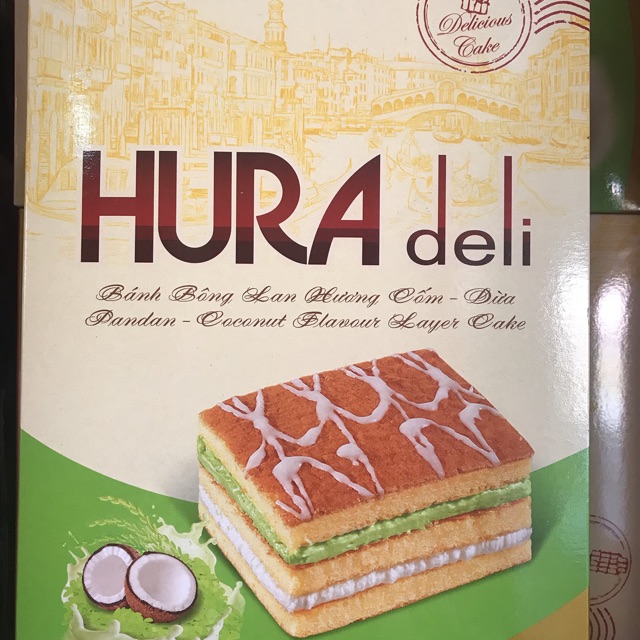 Delicious
Cake
HURA deli
Bánh Bông Lan Hương Cốm - Dừa
Pandan - Coconut Flavour Layer Cake